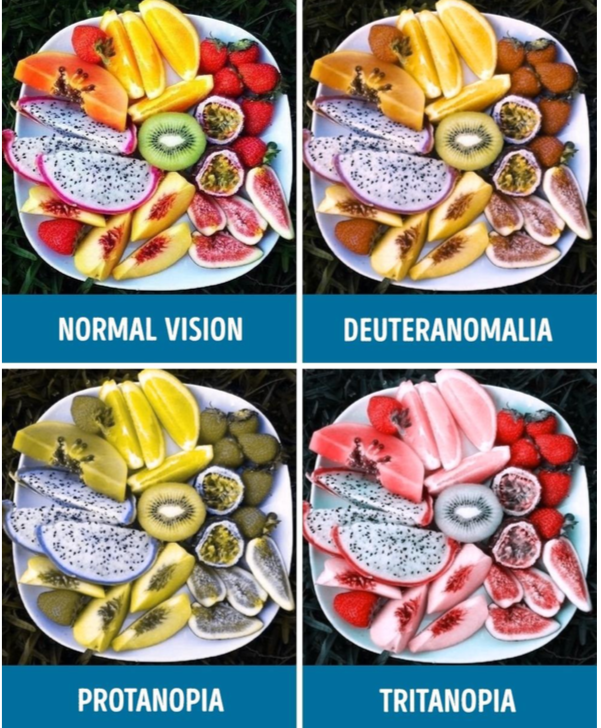 NORMAL VISION
DEUTERANOMALIA
PROTANOPIA
TRITANOPIA